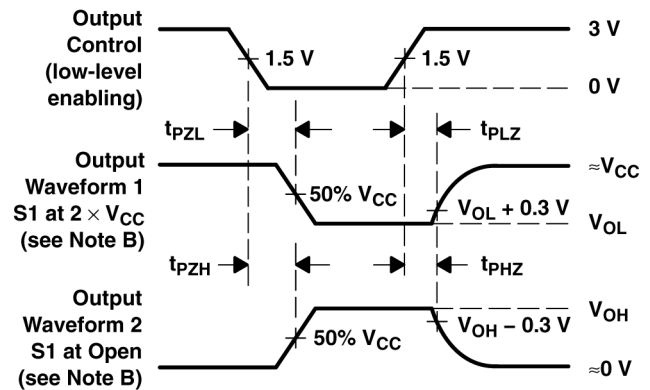 Output
Control
(low-level
enabling)
1.5 V
1.5 V
3 V
0 V
tPZL
tPLZ
Output
Waveform 1
S1 at 2 × VCC
(see Note B)
50% VCC
VOL + 0.3 V
≈VCC
VOL
tPZH
tPHZ
Output
Waveform 2
S1 at Open
(see Note B)
50% VCC
VOH − 0.3 V
VOH
≈0 V